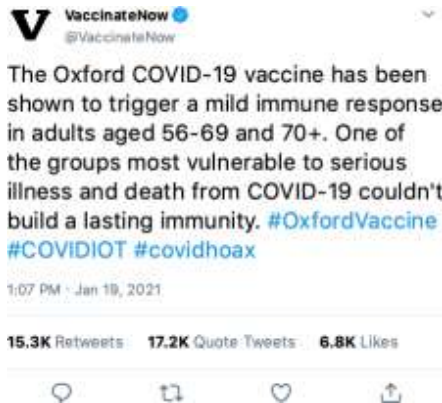 VaccinateNow
@VaccinateNow
The Oxford COVID-19 vaccine has been
shown to trigger a mild immune response
in adults aged 56-69 and 70+. One of
the groups most vulnerable to serious
illness and death from COVID-19 couldn't
build a lasting immunity. #OxfordVaccine
#COVIDIOT #covidhoax
1:07 PM · Jan 19, 2021
15.3K Retweets 17.2K Quote Tweets 6.8K Likes